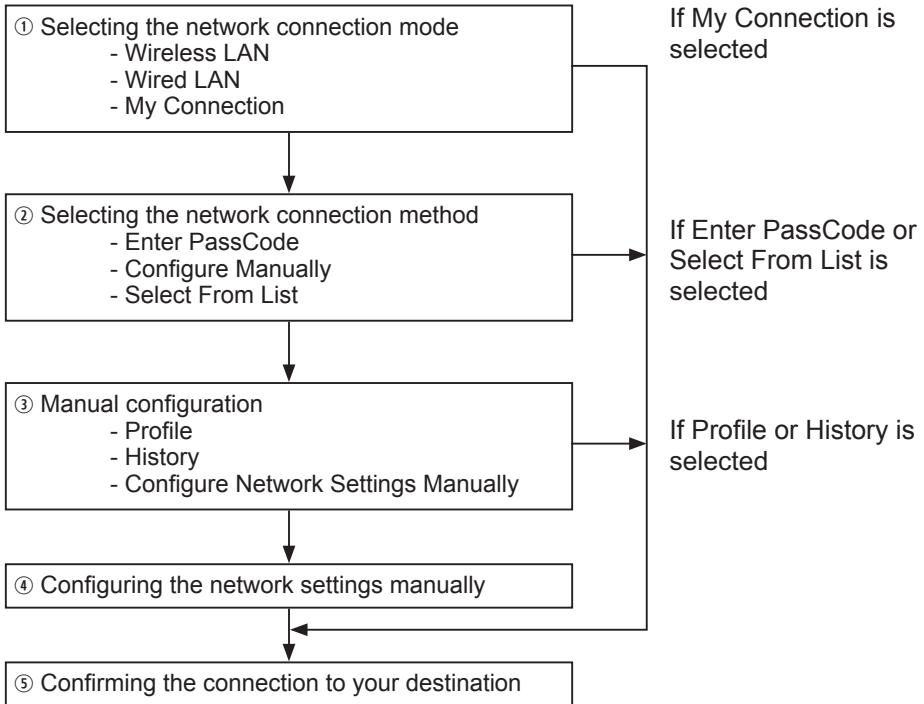 ① Selecting the network connection mode
- Wireless LAN
- Wired LAN
- My Connection
If My Connection is
selected
② Selecting the network connection method
- Enter PassCode
- Configure Manually
- Select From List
If Enter PassCode or
Select From List is
selected
③ Manual configuration
- Profile
- History
- Configure Network Settings Manually
If Profile or History is
selected
④ Configuring the network settings manually
⑤ Confirming the connection to your destination